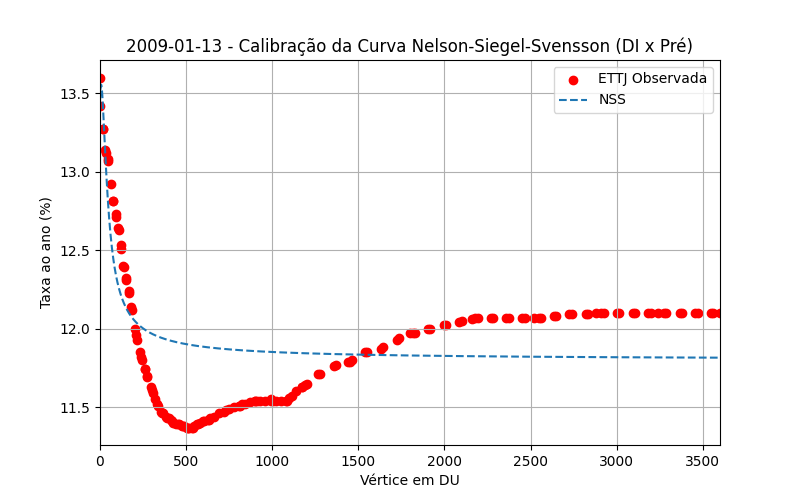 2009-01-13 - Calibração da Curva Nelson-Siegel-Svensson (DI x Pré)
ETTJ Observada
NSS
Taxa ao ano (%)
13.5
13.0
12.5
12.0
11.5
0 500 1000 1500 2000 2500 3000 3500
Vértice em DU